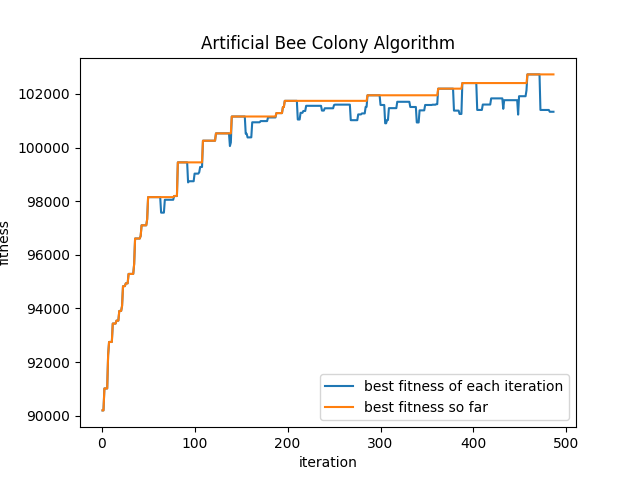 Artificial Bee Colony Algorithm
102000
100000
98000
96000
94000
92000
90000
fitness
best fitness of each iteration
best fitness so far
0 100 200 300 400 500
iteration